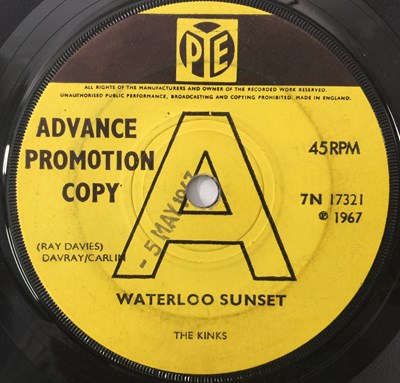 PYE
ALL RIGHTS OF THE MANUFACTURERS AND OWNER OF THE RECORDED WORK RESERVED.
UNAUTHORISED PUBLIC PERFORMANCE, BROADCASTING AND COPYING PROHIBITED. MADE IN ENGLAND.
ADVANCE
PROMOTION
COPY
A
45 RPM
7N 17321
℗ 1967
- 5 MAY 1967
(RAY DAVIES)
DAVRAY/CARLIN
WATERLOO SUNSET
THE KINKS